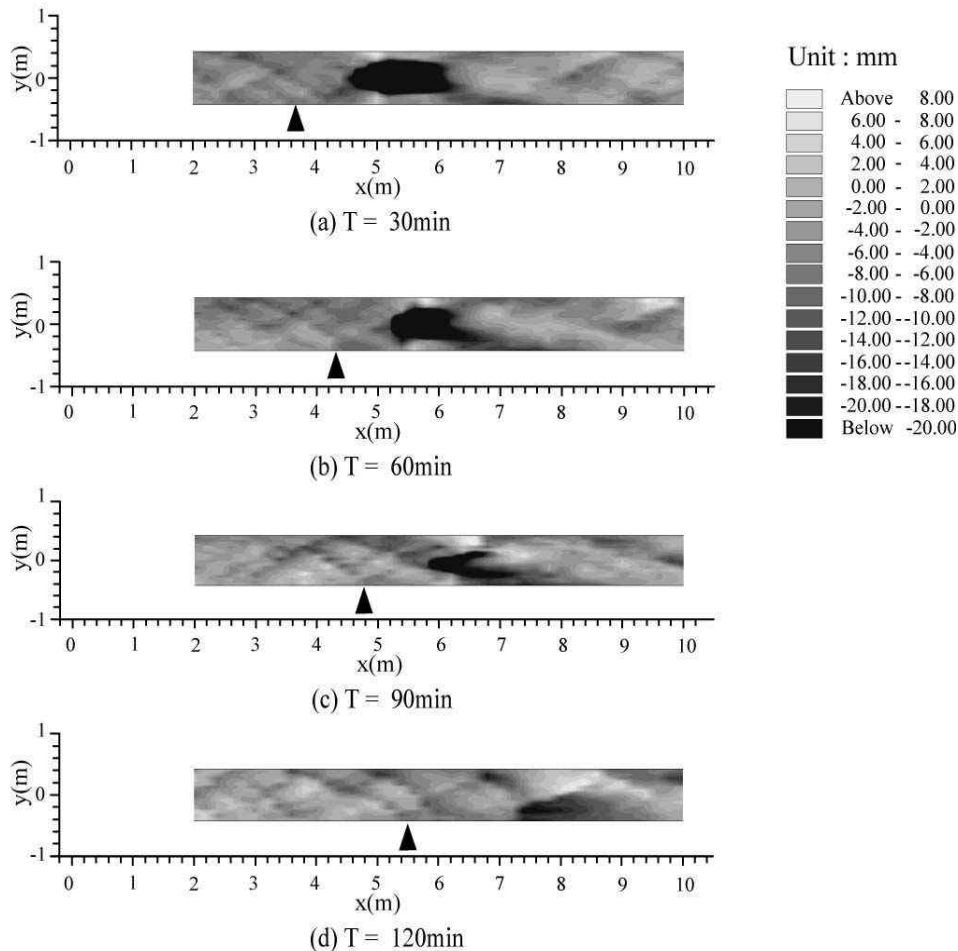 1
0
-1
y(m)
0 1 2 3 4 5 6 7 8 9 10
x(m)
(a) T = 30min
1
0
-1
y(m)
0 1 2 3 4 5 6 7 8 9 10
x(m)
(b) T = 60min
1
0
-1
y(m)
0 1 2 3 4 5 6 7 8 9 10
x(m)
(c) T = 90min
1
0
-1
y(m)
0 1 2 3 4 5 6 7 8 9 10
x(m)
(d) T = 120min
Unit : mm
Above 8.00
6.00 - 8.00
4.00 - 6.00
2.00 - 4.00
0.00 - 2.00
-2.00 - 0.00
-4.00 - -2.00
-6.00 - -4.00
-8.00 - -6.00
-10.00 - -8.00
-12.00 --10.00
-14.00 --12.00
-16.00 --14.00
-18.00 --16.00
-20.00 --18.00
Below -20.00